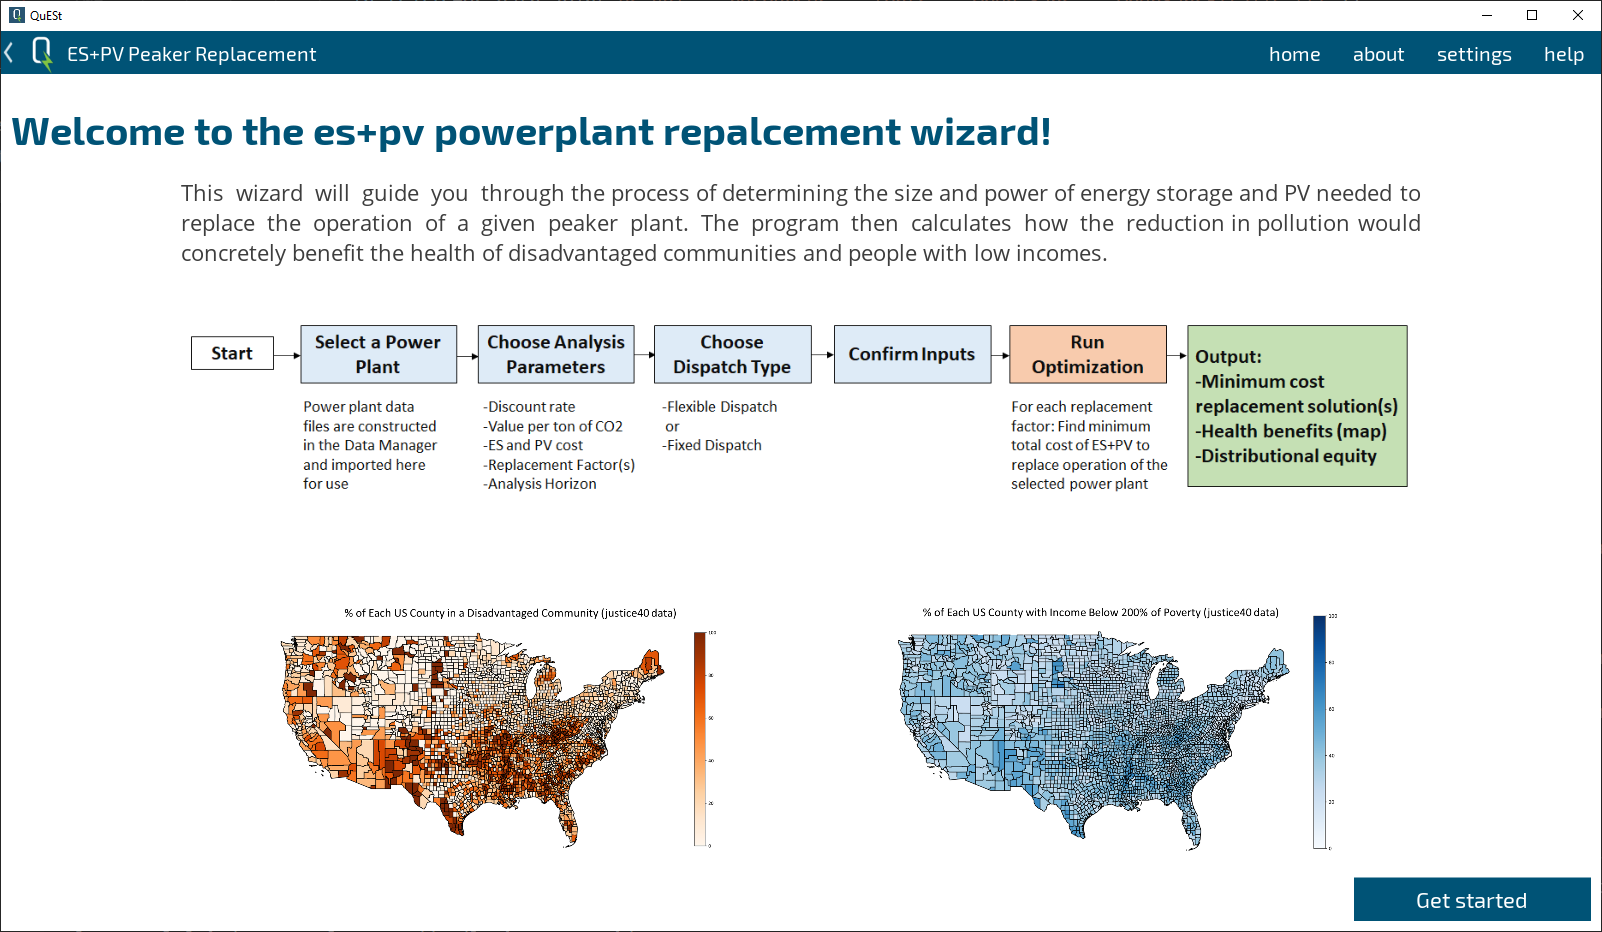 QuESt
ES+PV Peaker Replacement
home about settings help
Welcome to the es+pv powerplant repalcement wizard!
This wizard will guide you through the process of determining the size and power of energy storage and PV needed to
replace the operation of a given peaker plant. The program then calculates how the reduction in pollution would
concretely benefit the health of disadvantaged communities and people with low incomes.
Start
Select a Power
Plant
Power plant data
files are constructed
in the Data Manager
and imported here
for use
Choose Analysis
Parameters
-Discount rate
-Value per ton of CO2
-ES and PV cost
-Replacement Factor(s)
-Analysis Horizon
Choose
Dispatch Type
-Flexible Dispatch
or
-Fixed Dispatch
Confirm Inputs
Run
Optimization
For each replacement
factor: Find minimum
total cost of ES+PV to
replace operation of the
selected power plant
Output:
-Minimum cost
replacement solution(s)
-Health benefits (map)
-Distributional equity
% of Each US County in a Disadvantaged Community (justice40 data)
100
80
60
40
20
0
% of Each US County with Income Below 200% of Poverty (justice40 data)
100
80
60
40
20
0
Get started